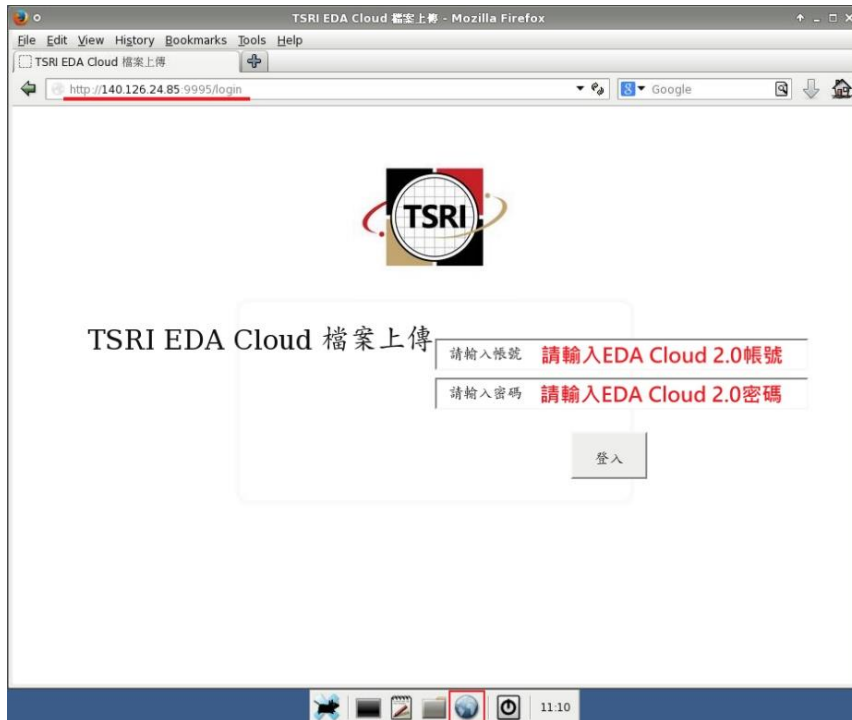 TSRI EDA Cloud 檔案上傳 - Mozilla Firefox
File Edit View History Bookmarks Tools Help
TSRI EDA Cloud 檔案上傳
http://140.126.24.85:9995/login
Google
TSRI
TSRI EDA Cloud 檔案上傳
請輸入帳號 請輸入EDA Cloud 2.0帳號
請輸入密碼 請輸入EDA Cloud 2.0密碼
登入
11:10